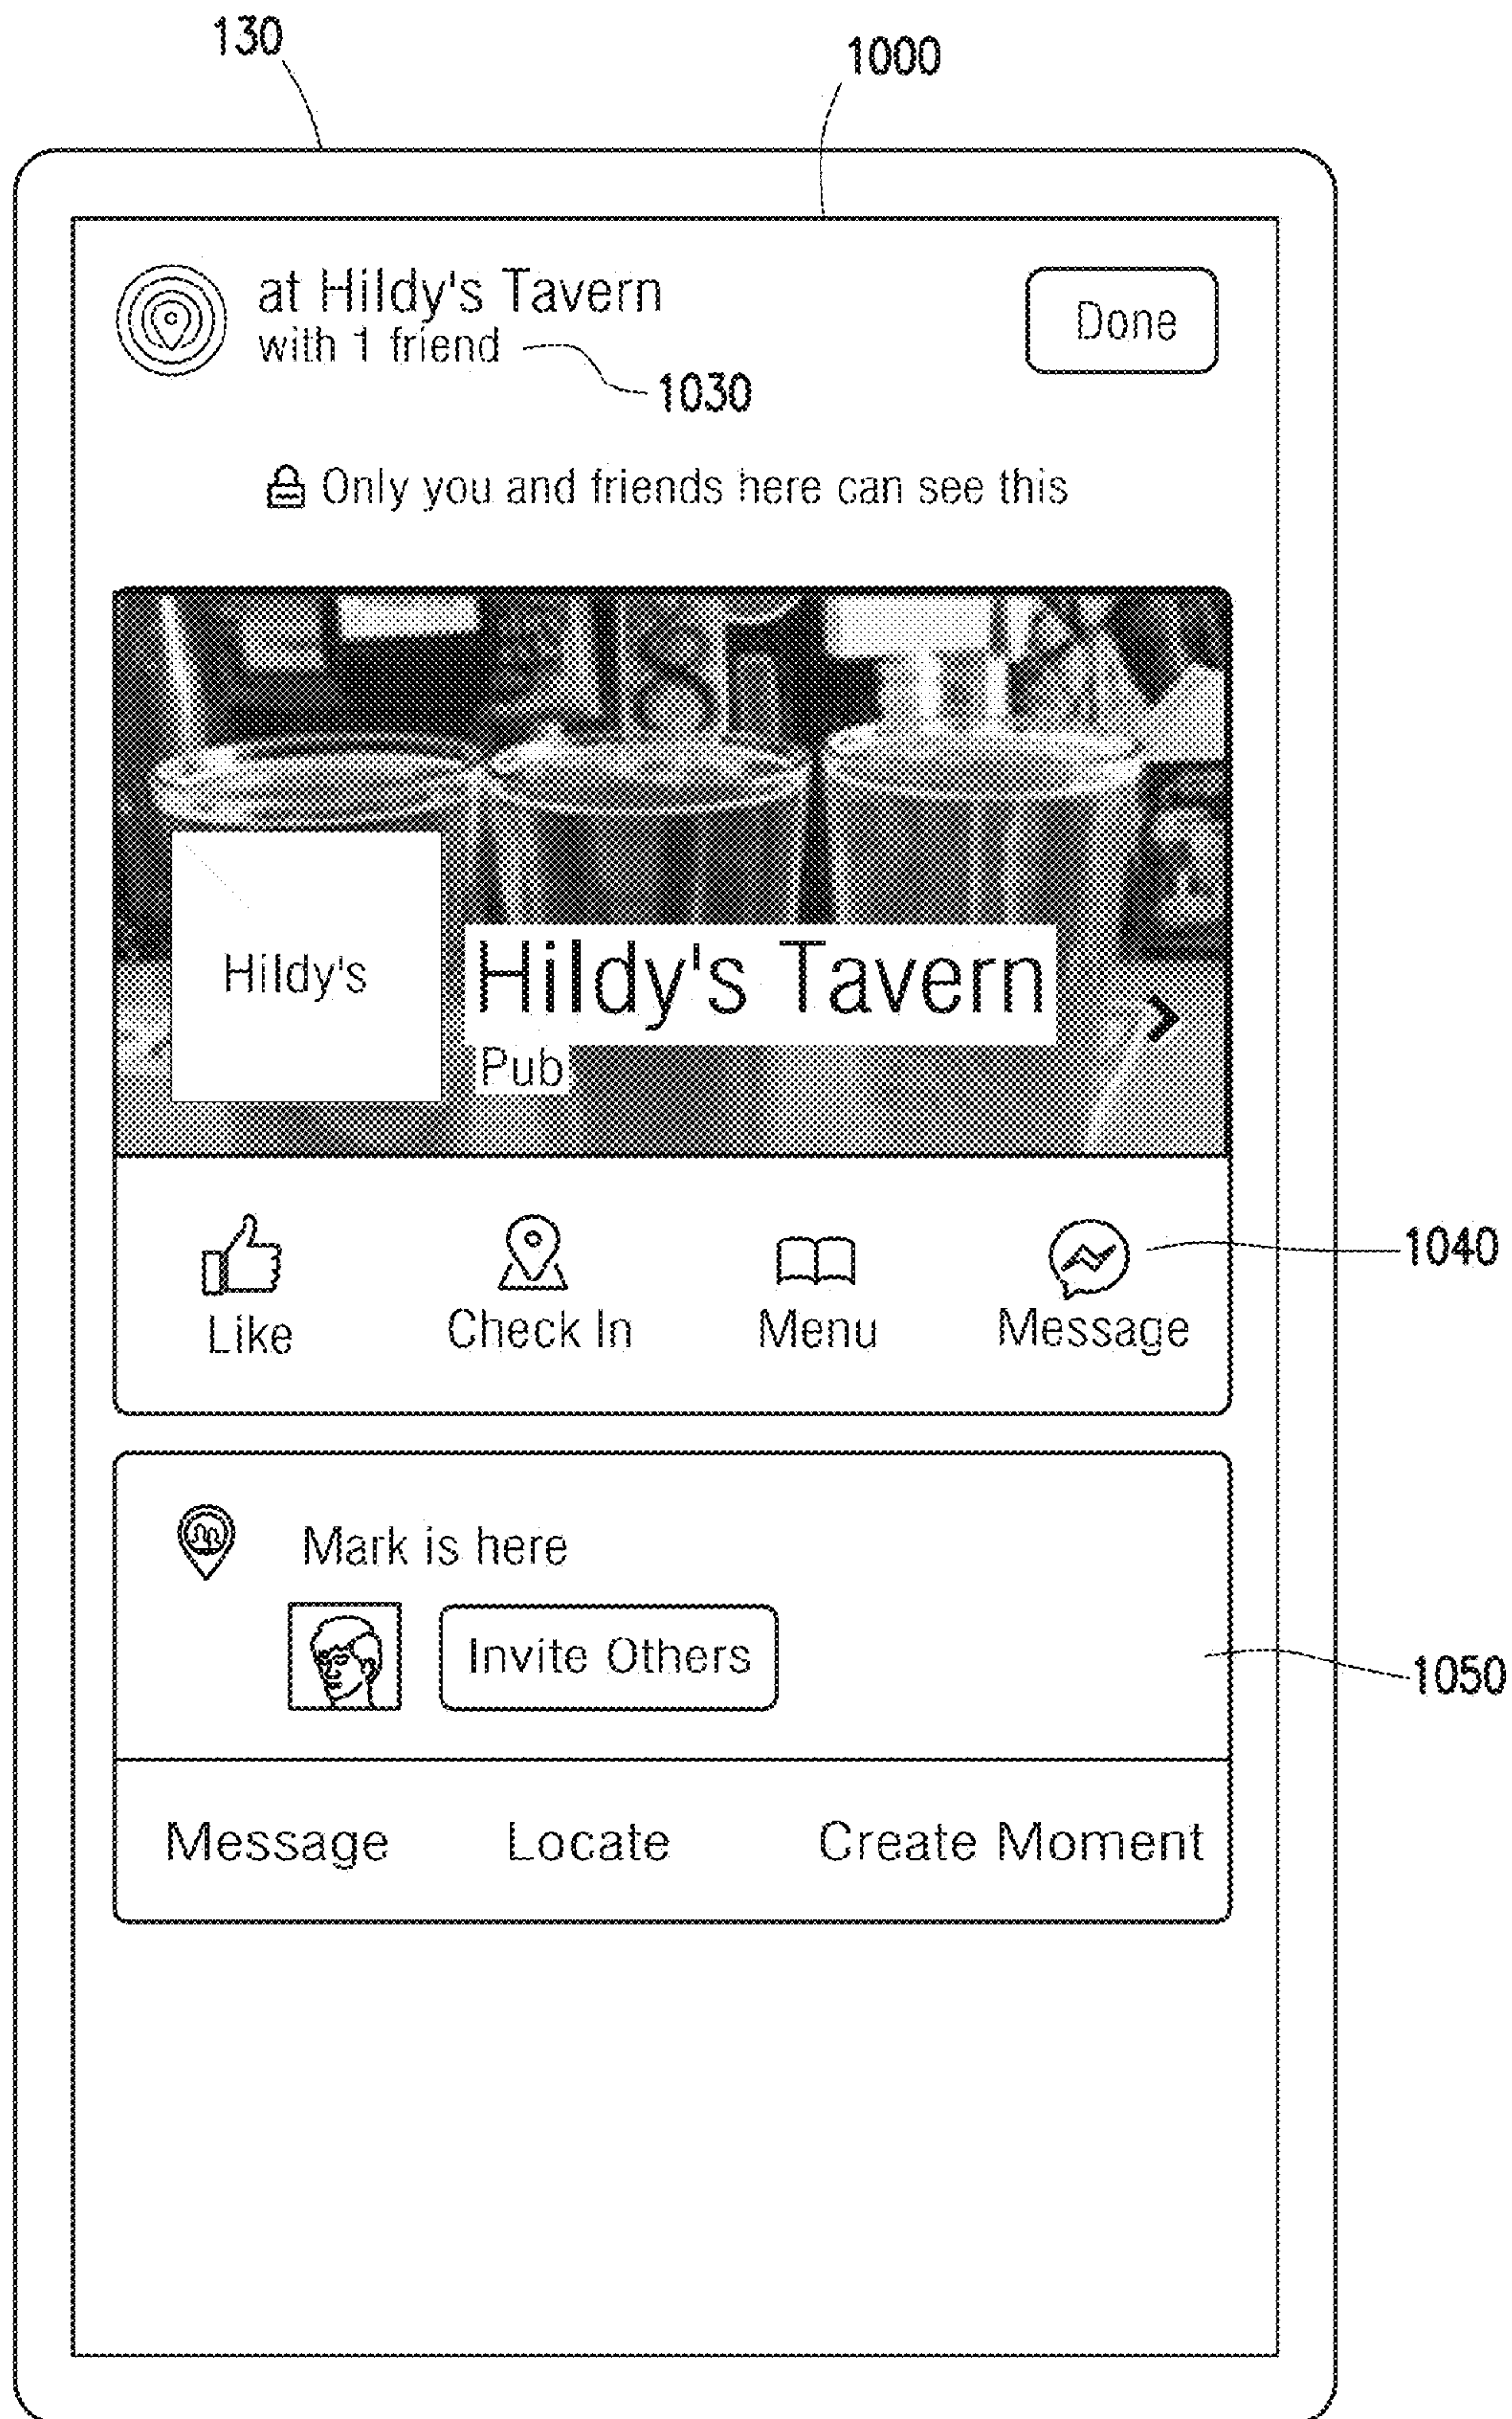 130
1000
at Hildy's Tavern
Done
with 1 friend
1030
Only you and friends here can see this
Hildy's
Hildy's Tavern
Pub
1040
Like Check In Menu Message
Mark is here
Invite Others
1050
Message Locate Create Moment